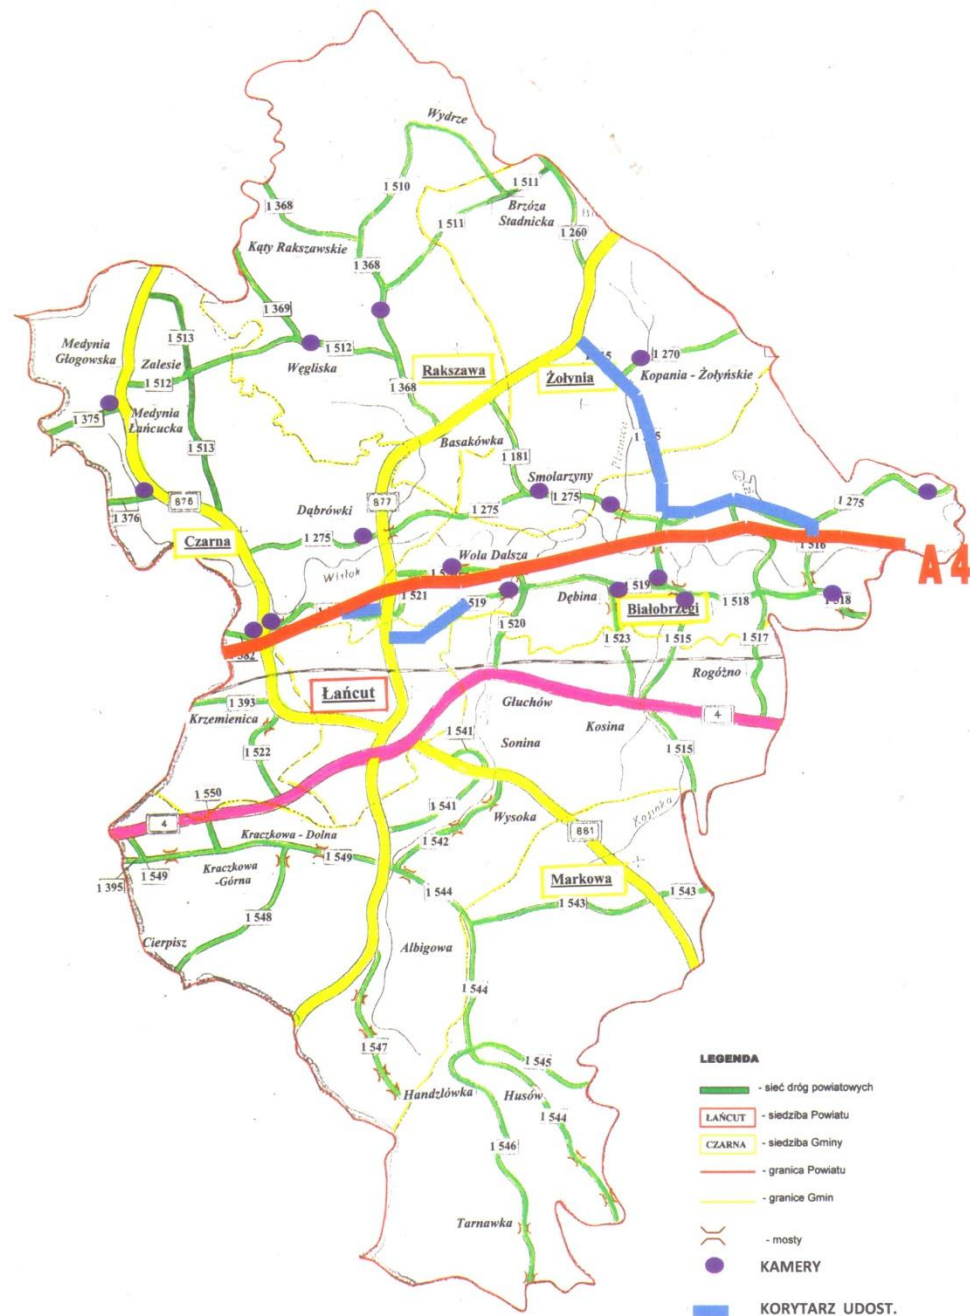 Wydrze
1 511
1 510
Brzóza
Stadnicka
1 368
1 511
1 260
Kąty Rakszawskie
1 368
1 369
1 513
Medynia
Głogowska
Zalesie
1 512
1 512
Węgliska
1 270
Rakszawa
Żołynia
Kopania - Żołyńskie
1 368
1 375
Medynia
Łańcucka
Basakówka
1 513
1 181
Smolarzyny
876
877
1 275
1 275
1 376
Dąbrówki
1 275
Czarna
1 275
Wola Dalsza
1 516
Wisłok
A 4
1 521
1 519
Dębina
Białobrzegi
1 518
1 518
1 520
1 523
1 515
1 517
Łańcut
Rogóżno
1 393
Głuchów
Krzemienica
4
Kosina
1 541
Sonina
1 522
1 515
1 550
1 541
Wysoka
Kosinka
4
881
Kraczkowa - Dolna
1 542
1 549
1 549
1 395
Kraczkowa
-Górna
Markowa
1 544
1 543
1 543
1 548
Cierpisz
Albigowa
1 544
1 547
1 545
Handzlówka
Husów
1 544
1 546
Tarnawka
LEGENDA
- sieć dróg powiatowych
ŁAŃCUT - siedziba Powiatu
CZARNA - siedziba Gminy
- granica Powiatu
- granice Gmin
- mosty
KAMERY
KORYTARZ UDOST.